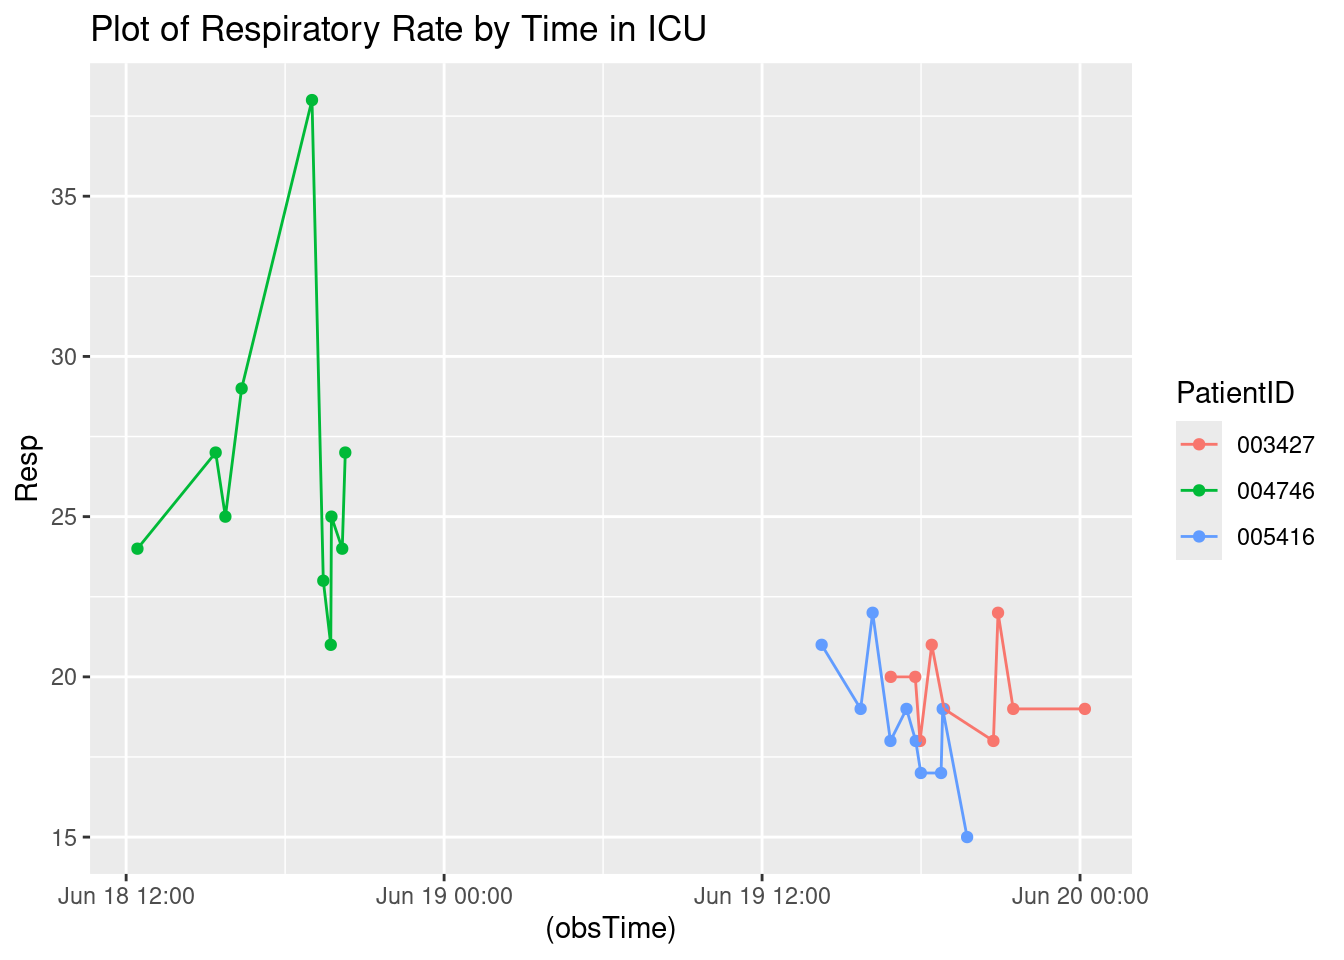 Plot of Respiratory Rate by Time in ICU
Resp
35
30
25
20
15
Jun 18 12:00
Jun 19 00:00
Jun 19 12:00
Jun 20 00:00
(obsTime)
PatientID
003427
004746
005416